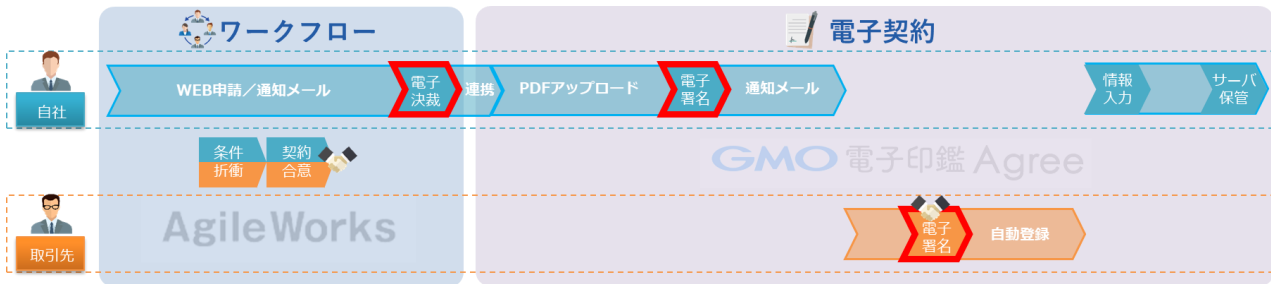 ワークフロー
電子契約
自社
WEB申請／通知メール
電子
決裁
連携
PDFアップロード
電子
署名
通知メール
情報
入力
サーバ
保管
条件
折衝
契約
合意
GMO電子印鑑 Agree
取引先
AgileWorks
電子
署名
自動登録